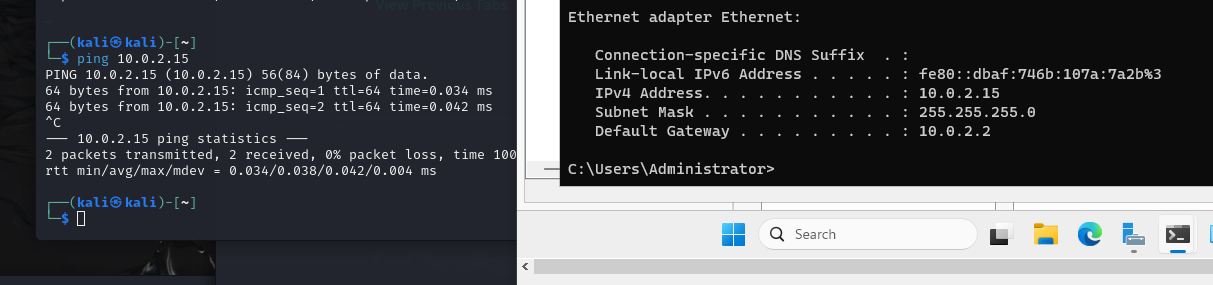 View Previous Tabs
┌──(kali㉿kali)-[~]
└─$ ping 10.0.2.15
PING 10.0.2.15 (10.0.2.15) 56(84) bytes of data.
64 bytes from 10.0.2.15: icmp_seq=1 ttl=64 time=0.034 ms
64 bytes from 10.0.2.15: icmp_seq=2 ttl=64 time=0.042 ms
^C
--- 10.0.2.15 ping statistics ---
2 packets transmitted, 2 received, 0% packet loss, time 100
rtt min/avg/max/mdev = 0.034/0.038/0.042/0.004 ms
┌──(kali㉿kali)-[~]
└─$
Ethernet adapter Ethernet:
Connection-specific DNS Suffix  . :
Link-local IPv6 Address . . . . . : fe80::dbaf:746b:107a:7a2b%3
IPv4 Address. . . . . . . . . . . : 10.0.2.15
Subnet Mask . . . . . . . . . . . : 255.255.255.0
Default Gateway . . . . . . . . . : 10.0.2.2
C:\Users\Administrator>
Search